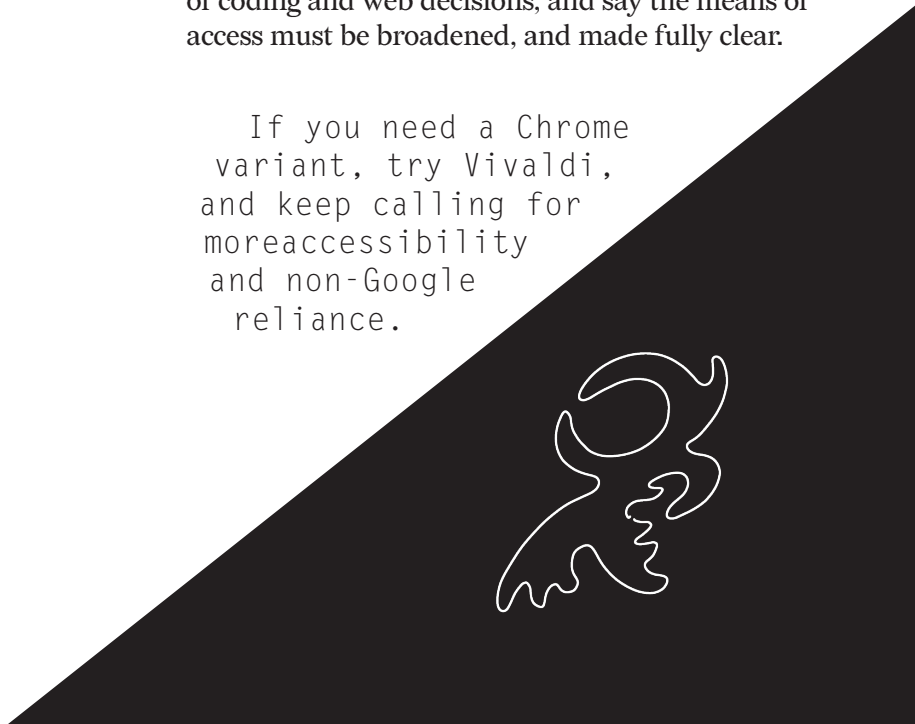 of coding and web decisions, and say the means of
access must be broadened, and made fully clear.
If you need a Chrome
variant, try Vivaldi,
and keep calling for
moreaccessibility
and non-Google
reliance.